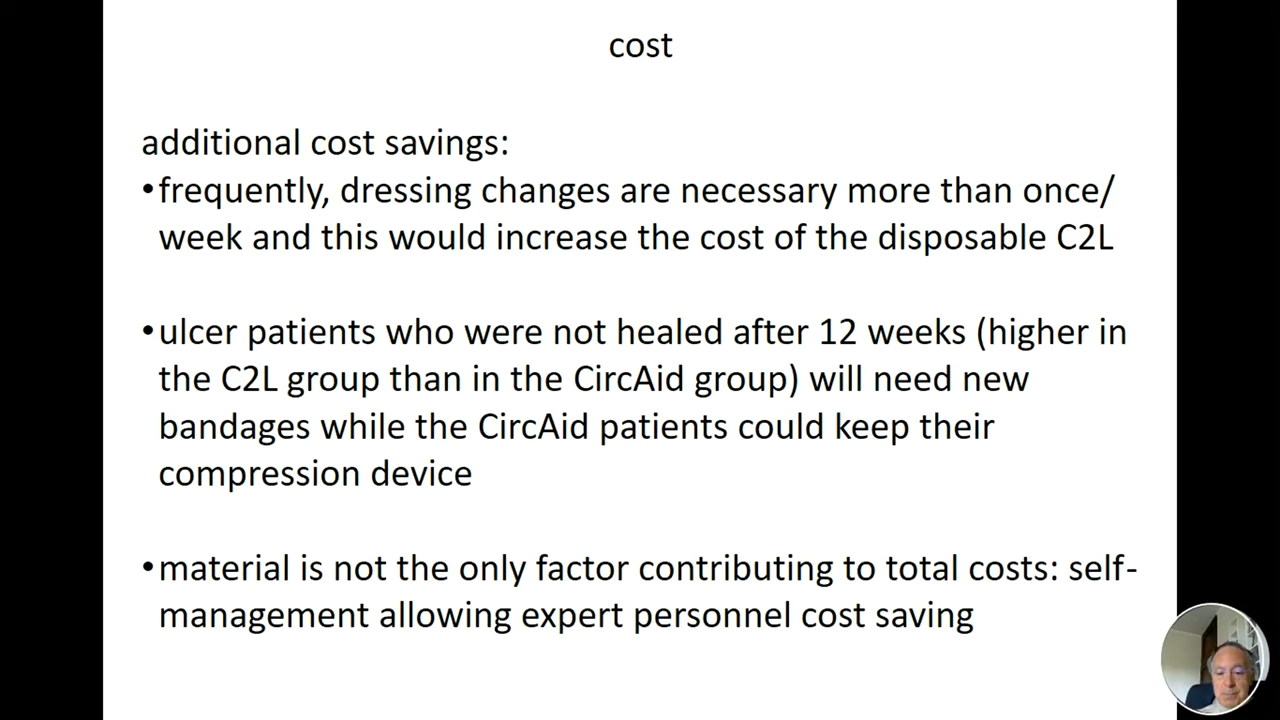 cost
additional cost savings:
•frequently, dressing changes are necessary more than once/
week and this would increase the cost of the disposable C2L
•ulcer patients who were not healed after 12 weeks (higher in
the C2L group than in the CircAid group) will need new
bandages while the CircAid patients could keep their
compression device
•material is not the only factor contributing to total costs: self-
management allowing expert personnel cost saving